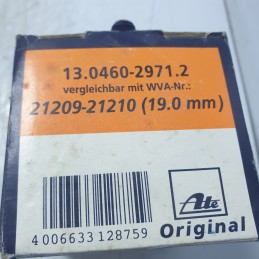 13.0460-2971.2
vergleichbar mit WVA-Nr.:
21209-21210 (19.0 mm)
Ate
Original
4 006633 128759